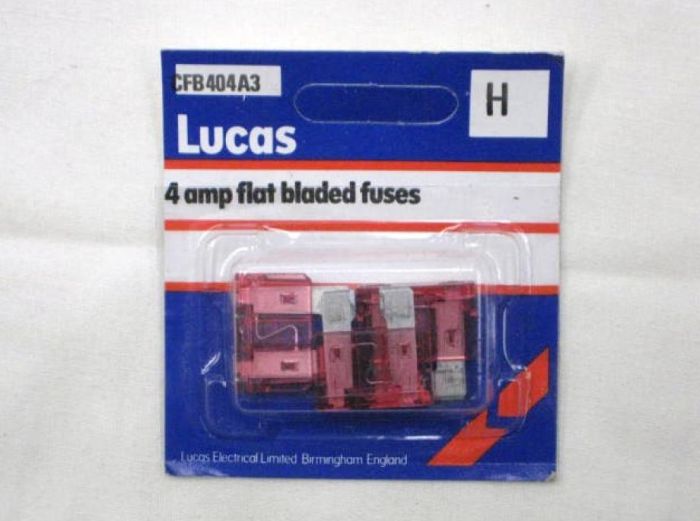 CFB404A3
H
Lucas
4 amp flat bladed fuses
Lucas Electrical Limited Birmingham England